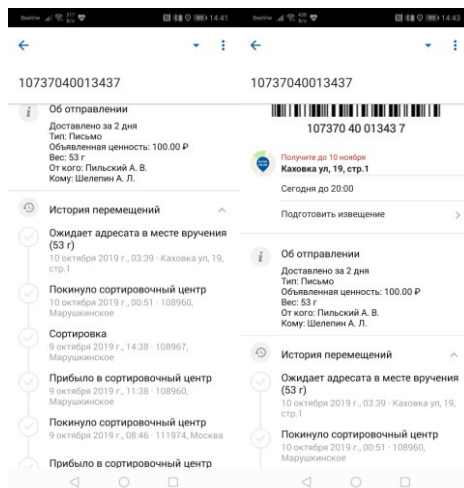 Beeline 517 B/s 14:41
10737040013437
Об отправлении
Доставлено за 2 дня
Тип: Письмо
Объявленная ценность: 100.00 ₽
Вес: 53 г
От кого: Пильский А. В.
Кому: Шелепин А. Л.
История перемещений
Ожидает адресата в месте вручения
(53 г)
10 октября 2019 г., 03:39 · Каховка ул, 19,
стр.1
Покинуло сортировочный центр
10 октября 2019 г., 00:51 · 108960,
Марушкинское
Сортировка
9 октября 2019 г., 14:38 · 108967,
Марушкинское
Прибыло в сортировочный центр
9 октября 2019 г., 11:38 · 108960,
Марушкинское
Покинуло сортировочный центр
9 октября 2019 г., 08:46 · 111974, Москва
Прибыло в сортировочный центр
Beeline B/s 14:43
10737040013437
107370 40 01343 7
Получите до 10 ноября
Каховка ул, 19, стр.1
Сегодня до 20:00
Подготовить извещение
Об отправлении
Доставлено за 2 дня
Тип: Письмо
Объявленная ценность: 100.00 ₽
Вес: 53 г
От кого: Пильский А. В.
Кому: Шелепин А. Л.
История перемещений
Ожидает адресата в месте вручения
(53 г)
10 октября 2019 г., 03:39 · Каховка ул, 19,
стр.1
Покинуло сортировочный центр
10 октября 2019 г., 00:51 · 108960,
Марушкинское